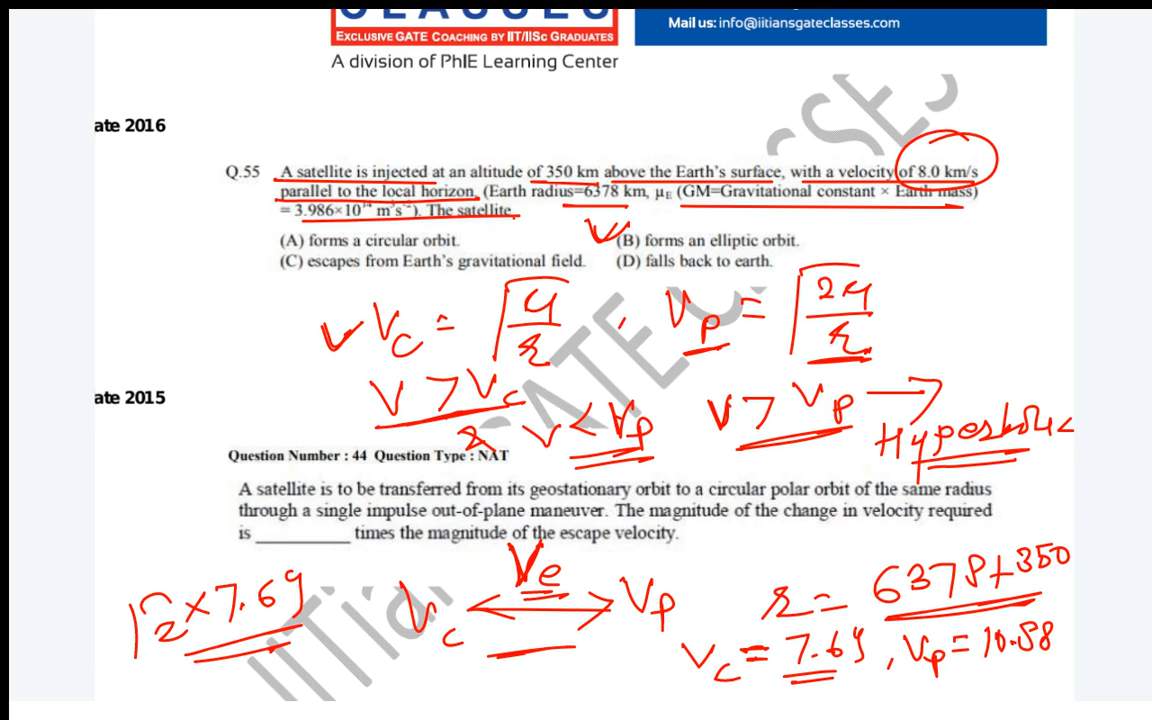 CLASSES
EXCLUSIVE GATE COACHING BY IIT/IISc GRADUATES
A division of PhIE Learning Center
Mail us: info@iitiansgateclasses.com
ate 2016
Q.55 A satellite is injected at an altitude of 350 km above the Earth's surface, with a velocity of 8.0 km/s
parallel to the local horizon. (Earth radius=6378 km, μE (GM=Gravitational constant × Earth mass)
= 3.986×10¹⁴ m³s⁻²). The satellite
(A) forms a circular orbit. (B) forms an elliptic orbit.
(C) escapes from Earth's gravitational field. (D) falls back to earth.
Vc = √(μ/r) , Vp = √(2μ/r)
V > Vc
& V < Vp
V > Vp → Hyperbolic
ate 2015
Question Number : 44 Question Type : NAT
A satellite is to be transferred from its geostationary orbit to a circular polar orbit of the same radius
through a single impulse out-of-plane maneuver. The magnitude of the change in velocity required
is __________ times the magnitude of the escape velocity.
√2 × 7.69
Vc ↔ Vp
Ve
r = 6378+350
Vc = 7.69 , Vp = 10.88
IITians GATE CLASSES